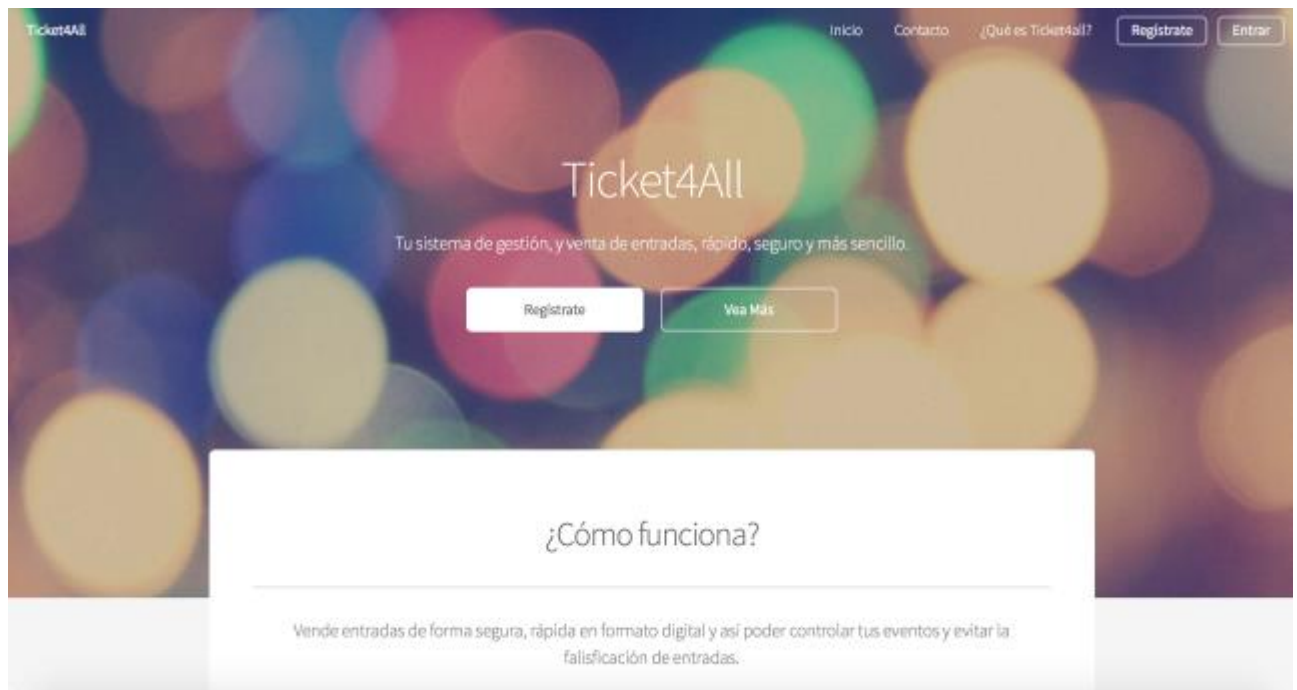 Ticket4All
Inicio Contacto ¿Qué es Ticket4all? Regístrate Entrar
Ticket4All
Tu sistema de gestión, y venta de entradas, rápido, seguro y más sencillo.
Regístrate Vea Más
¿Cómo funciona?
Vende entradas de forma segura, rápida en formato digital y así poder controlar tus eventos y evitar la
falisficación de entradas.